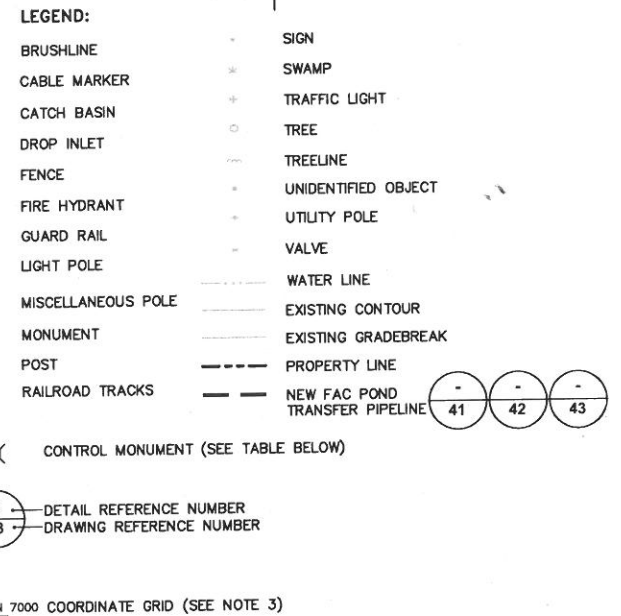 LEGEND:
BRUSHLINE
CABLE MARKER
CATCH BASIN
DROP INLET
FENCE
FIRE HYDRANT
GUARD RAIL
LIGHT POLE
MISCELLANEOUS POLE
MONUMENT
POST
RAILROAD TRACKS
SIGN
SWAMP
TRAFFIC LIGHT
TREE
TREELINE
UNIDENTIFIED OBJECT
UTILITY POLE
VALVE
WATER LINE
EXISTING CONTOUR
EXISTING GRADEBREAK
PROPERTY LINE
NEW FAC POND
TRANSFER PIPELINE
- - -
41 42 43
CONTROL MONUMENT (SEE TABLE BELOW)
DETAIL REFERENCE NUMBER
DRAWING REFERENCE NUMBER
7000 COORDINATE GRID (SEE NOTE 3)